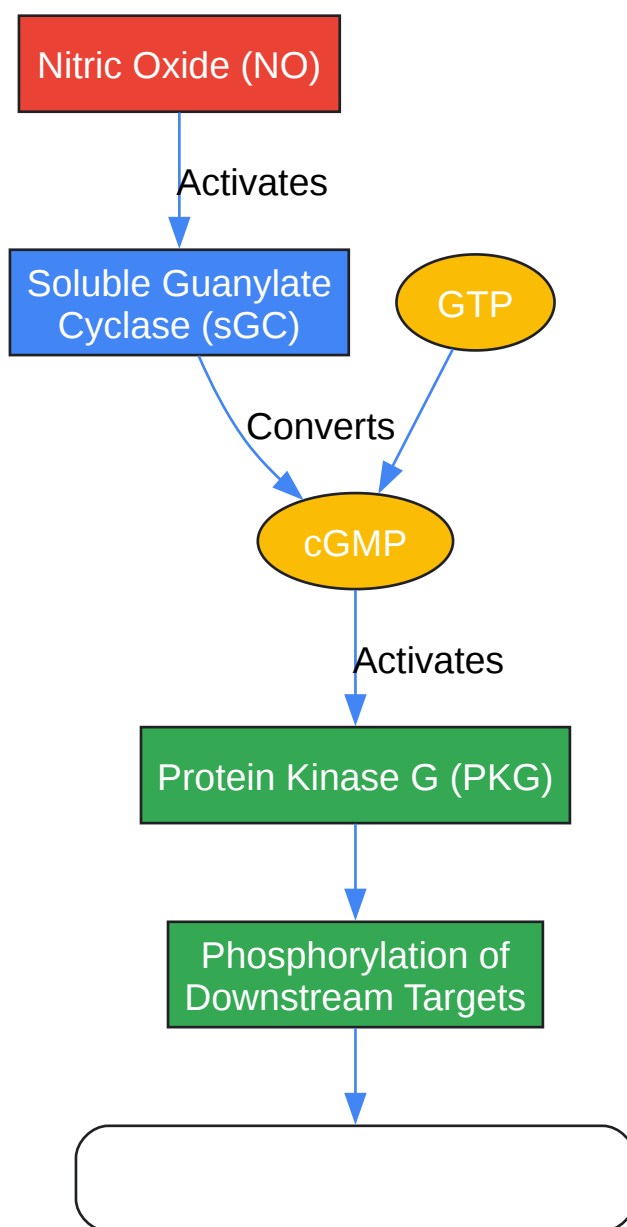 Nitric Oxide (NO)
Activates
Soluble Guanylate
Cyclase (sGC)
GTP
Converts
cGMP
Activates
Protein Kinase G (PKG)
Phosphorylation of
Downstream Targets